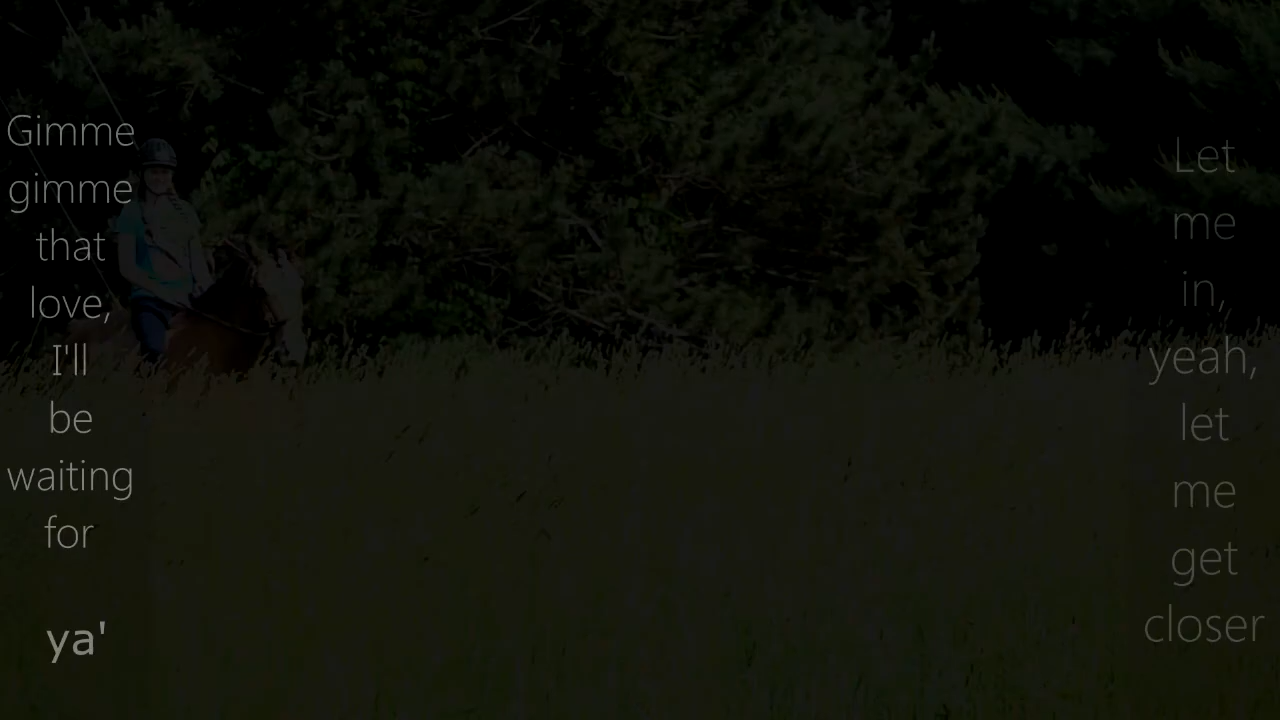 Gimme
gimme
that
love,
I'll
be
waiting
for
ya'
Let
me
in,
yeah,
let
me
get
closer